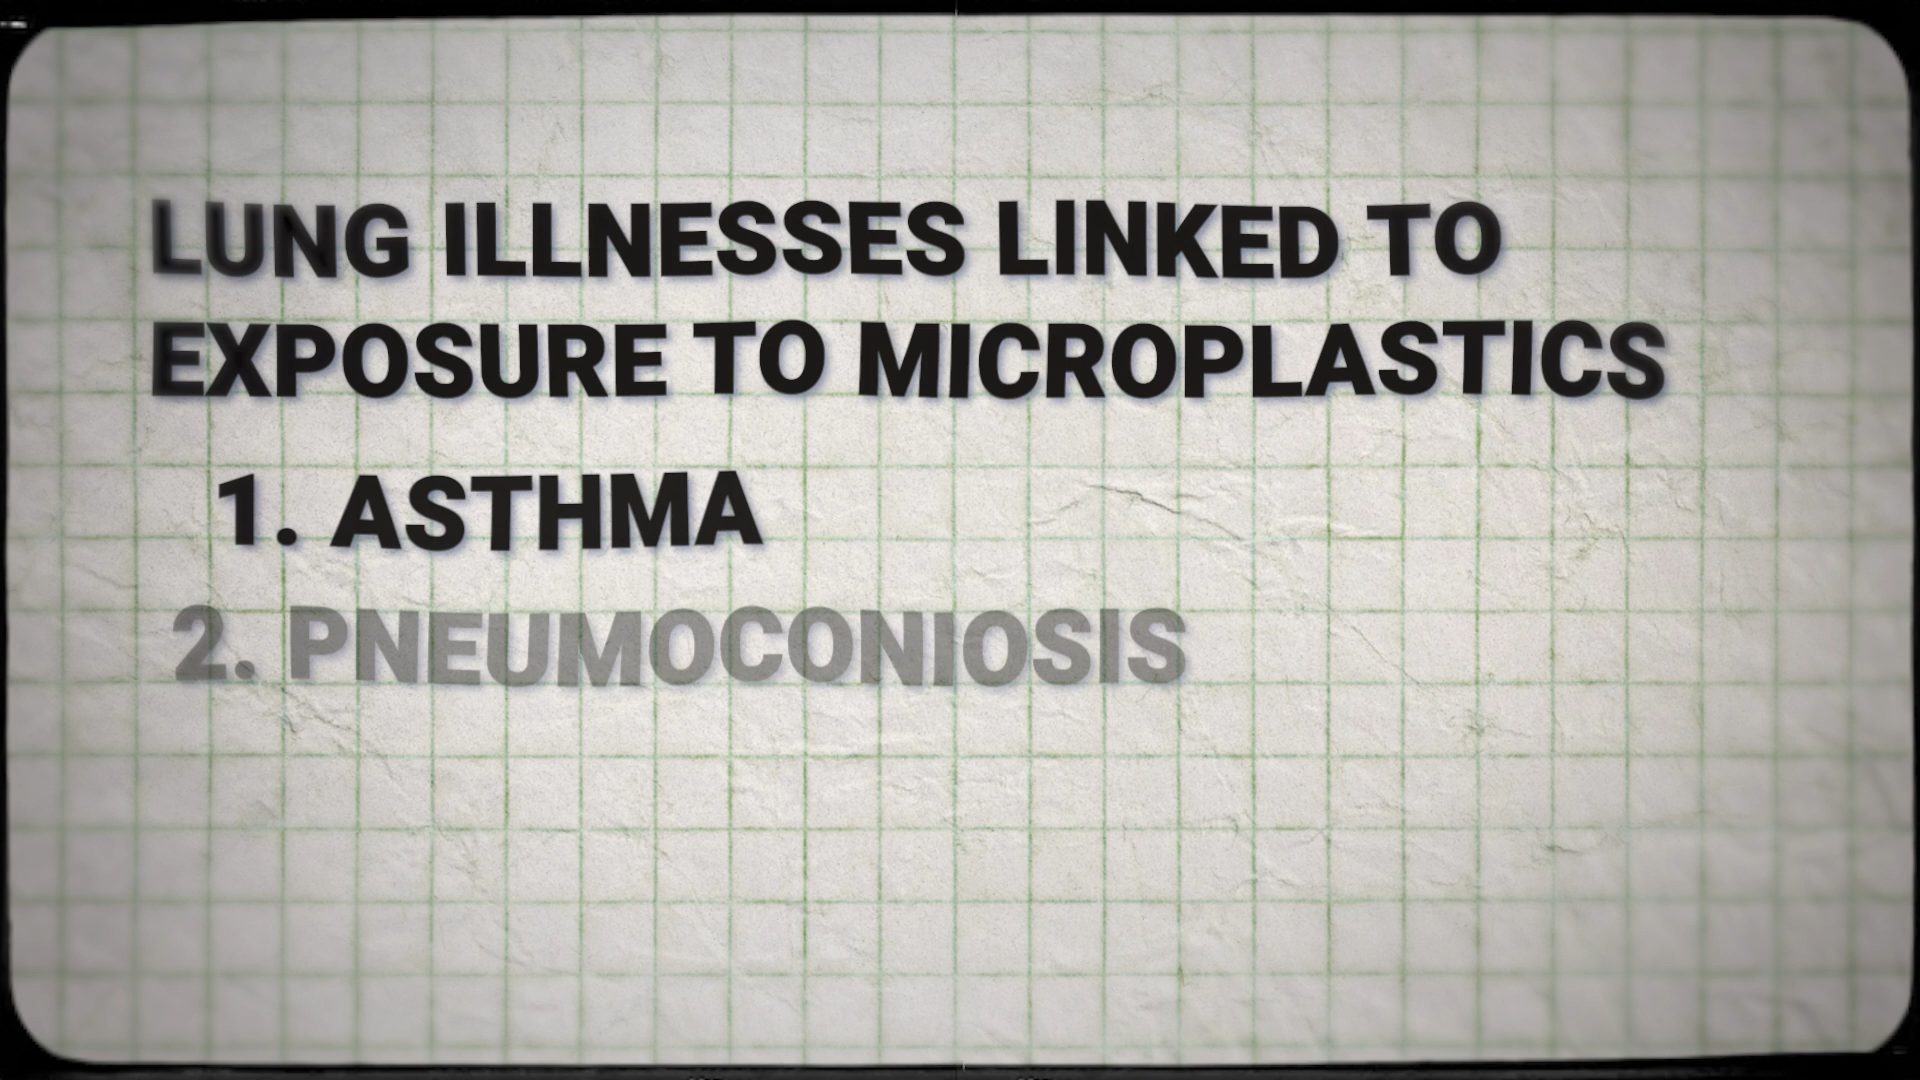 LUNG ILLNESSES LINKED TO
EXPOSURE TO MICROPLASTICS
1. ASTHMA
2. PNEUMOCONIOSIS